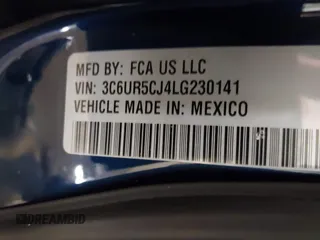 MFD BY: FCA US LLC
VIN: 3C6UR5CJ4LG230141
VEHICLE MADE IN: MEXICO
DREAMBID